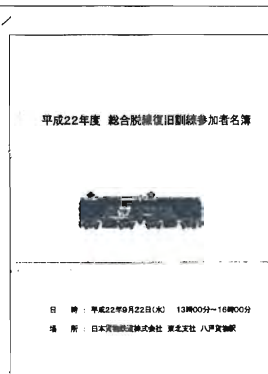 平成22年度 総合脱線復旧訓練参加者名簿
日 時 : 平成22年9月22日(水) 13時00分~16時00分
場 所 : 日本貨物鉄道株式会社 東北支社 八戸貨物駅